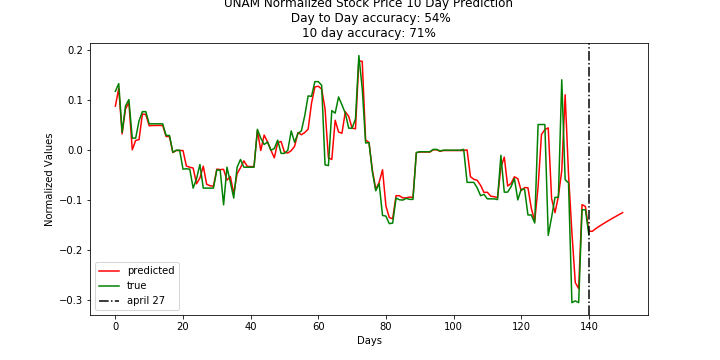 UNAM Normalized Stock Price 10 Day Prediction
Day to Day accuracy: 54%
10 day accuracy: 71%
0.2
0.1
0.0
−0.1
−0.2
−0.3
Normalized Values
predicted
true
april 27
0
20
40
60
80
100
120
140
Days